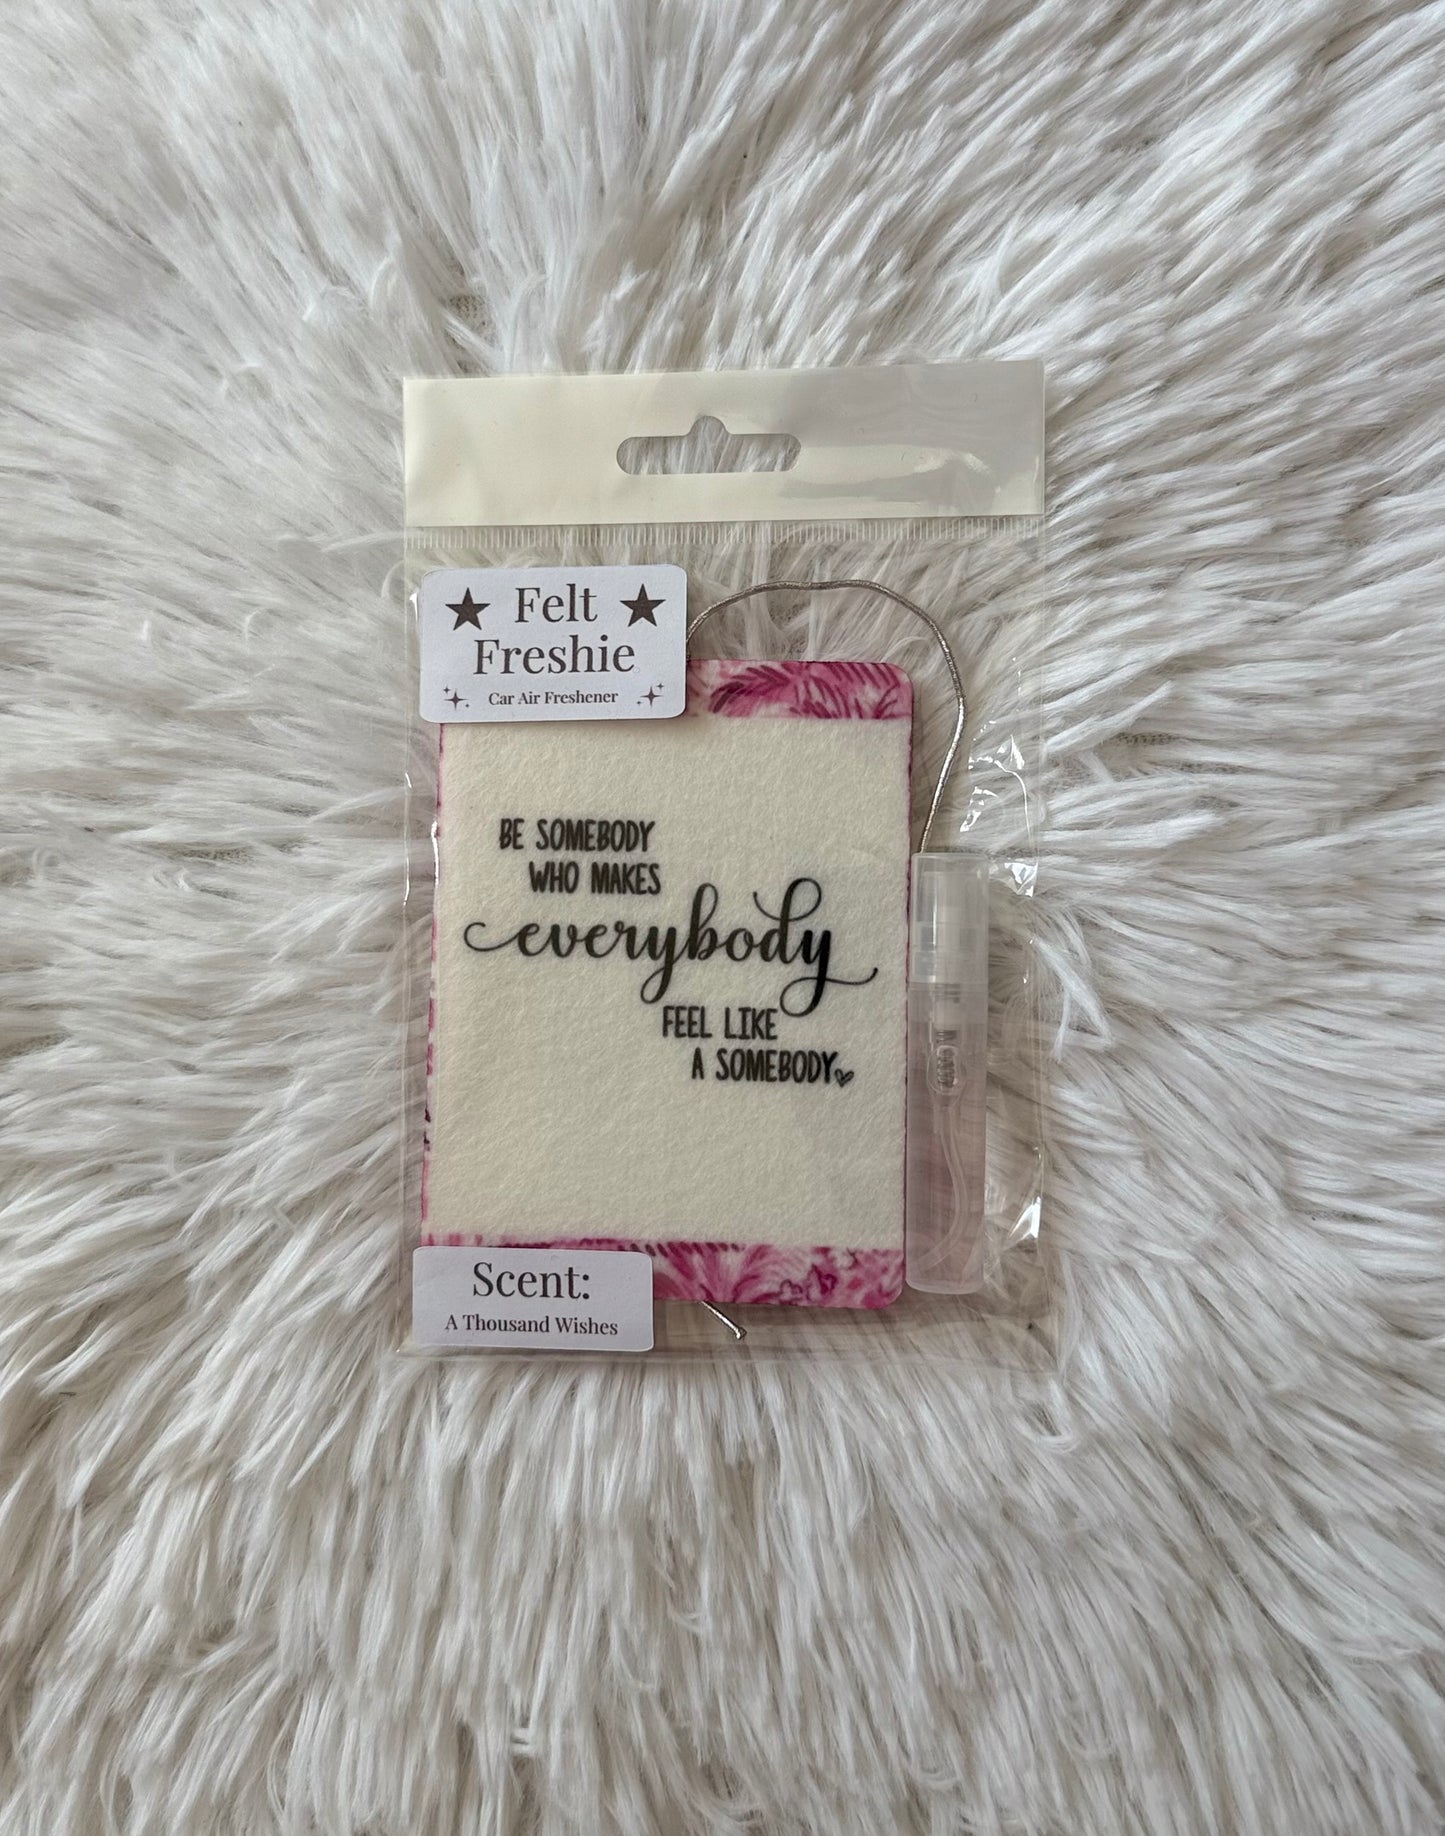 Felt
Freshie
Car Air Freshener
BE SOMEBODY
WHO MAKES
everybody
FEEL LIKE
A SOMEBODY
Scent:
A Thousand Wishes